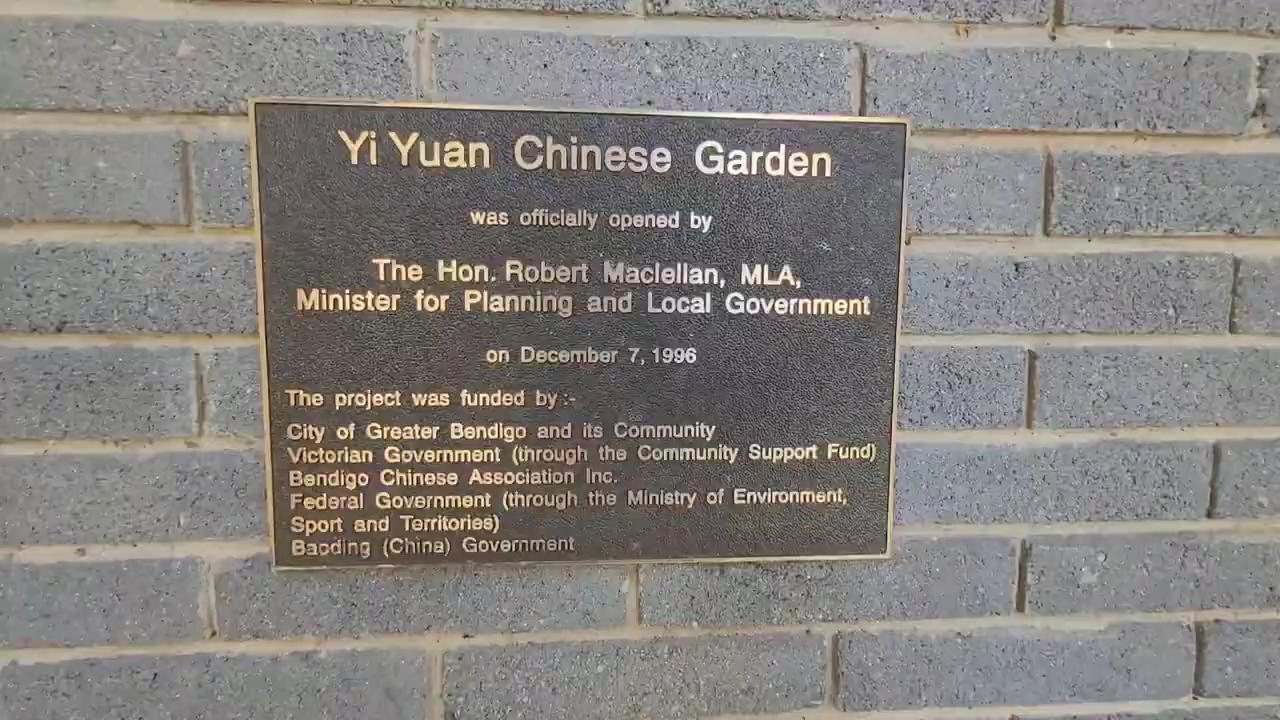 Yi Yuan Chinese Garden
was officially opened by
The Hon. Robert Maclellan, MLA,
Minister for Planning and Local Government
on December 7, 1996
The project was funded by :-
City of Greater Bendigo and its Community
Victorian Government (through the Community Support Fund)
Bendigo Chinese Association Inc.
Federal Government (through the Ministry of Environment,
Sport and Territories)
Baoding (China) Government